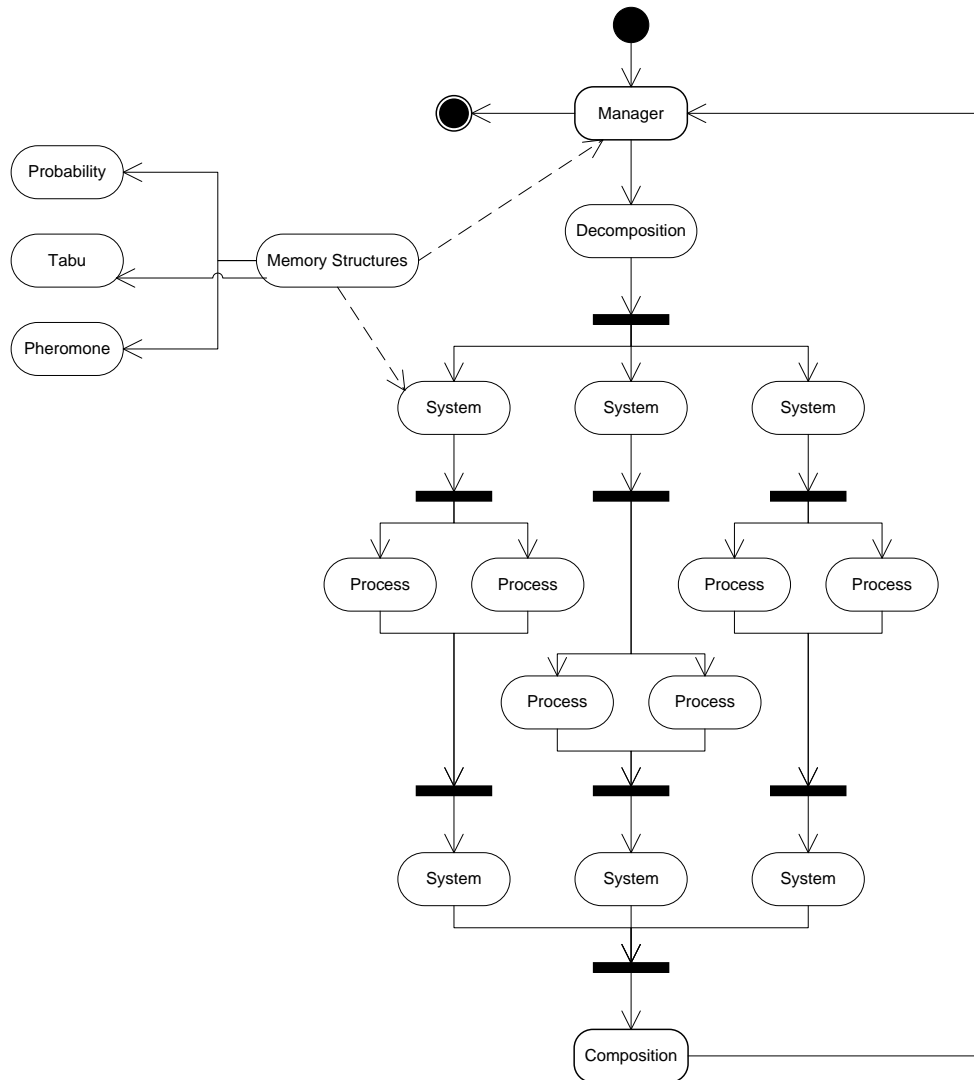 Manager
Probability
Decomposition
Tabu
Memory Structures
Pheromone
System
System
System
Process
Process
Process
Process
Process
Process
System
System
System
Composition